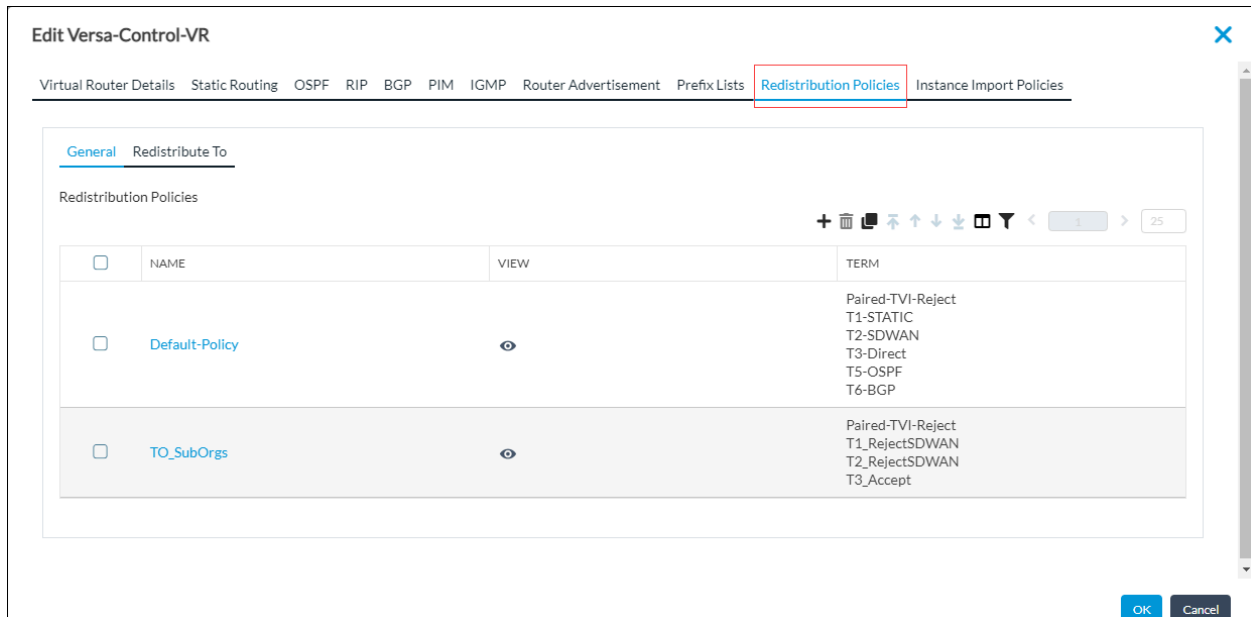 Edit Versa-Control-VR
Virtual Router Details Static Routing OSPF RIP BGP PIM IGMP Router Advertisement Prefix Lists Redistribution Policies Instance Import Policies
General Redistribute To
Redistribution Policies
1 25
NAME VIEW TERM
Default-Policy
Paired-TVI-Reject
T1-STATIC
T2-SDWAN
T3-Direct
T5-OSPF
T6-BGP
TO_SubOrgs
Paired-TVI-Reject
T1_RejectSDWAN
T2_RejectSDWAN
T3_Accept
OK Cancel